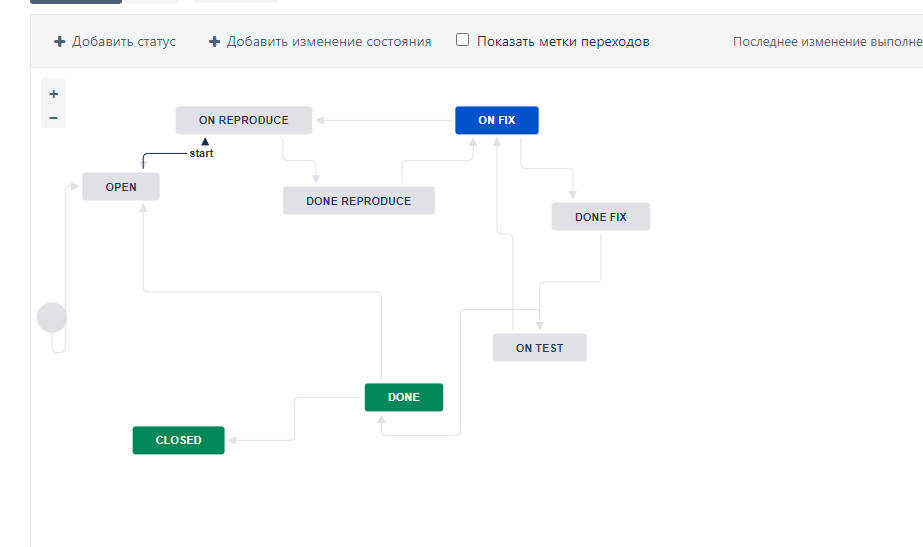 Добавить статус
Добавить изменение состояния
Показать метки переходов
Последнее изменение выполне
+
−
ON REPRODUCE
ON FIX
start
OPEN
DONE REPRODUCE
DONE FIX
ON TEST
DONE
CLOSED